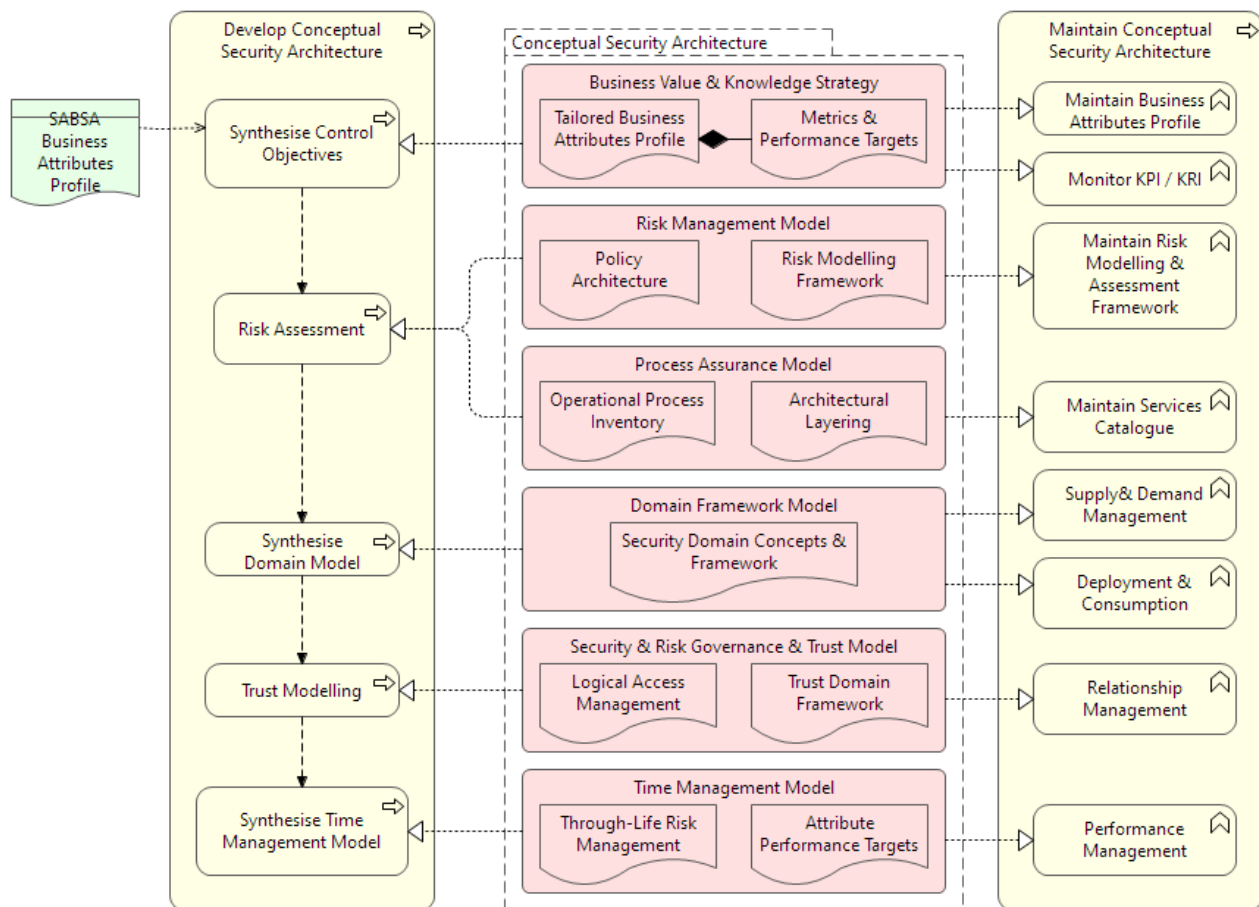 Develop Conceptual
Security Architecture
SABSA
Business
Attributes
Profile
Synthesise Control
Objectives
Risk Assessment
Synthesise
Domain Model
Trust Modelling
Synthesise Time
Management Model
Conceptual Security Architecture
Business Value & Knowledge Strategy
Tailored Business
Attributes Profile
Metrics &
Performance Targets
Risk Management Model
Policy
Architecture
Risk Modelling
Framework
Process Assurance Model
Operational Process
Inventory
Architectural
Layering
Domain Framework Model
Security Domain Concepts &
Framework
Security & Risk Governance & Trust Model
Logical Access
Management
Trust Domain
Framework
Time Management Model
Through-Life Risk
Management
Attribute
Performance Targets
Maintain Conceptual
Security Architecture
Maintain Business
Attributes Profile
Monitor KPI / KRI
Maintain Risk
Modelling &
Assessment
Framework
Maintain Services
Catalogue
Supply& Demand
Management
Deployment &
Consumption
Relationship
Management
Performance
Management